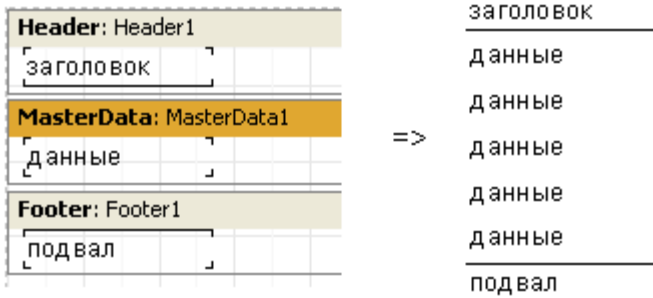 Header: Header1
заголовок
MasterData: MasterData1
данные
Footer: Footer1
подвал
=>
заголовок
данные
данные
данные
данные
данные
подвал